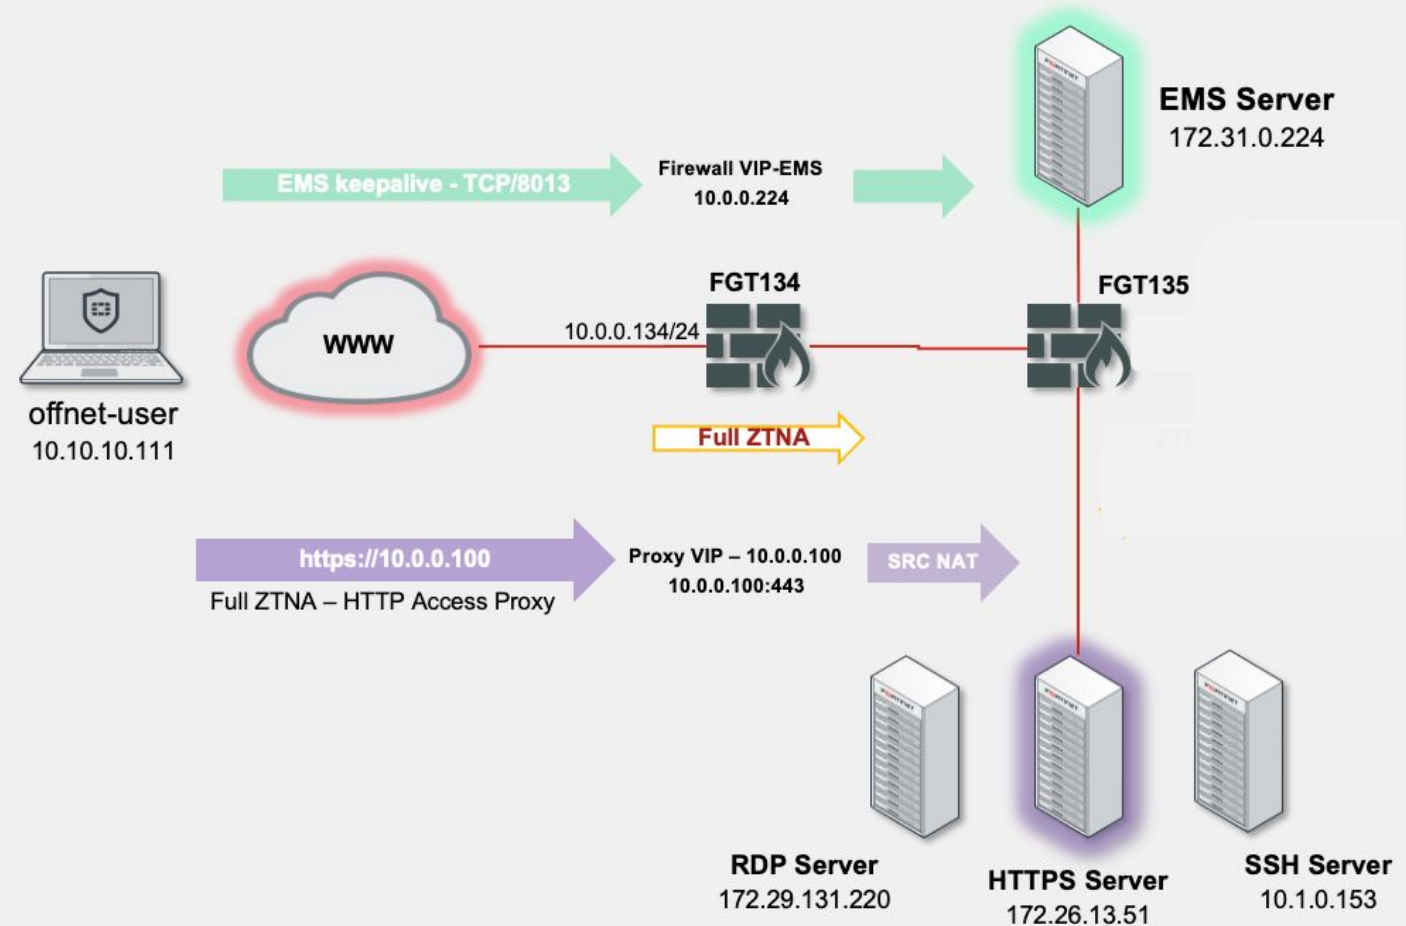 EMS Server
172.31.0.224
EMS keepalive - TCP/8013
Firewall VIP-EMS
10.0.0.224
FGT134
FGT135
10.0.0.134/24
WWW
offnet-user
10.10.10.111
Full ZTNA
https://10.0.0.100
Full ZTNA – HTTP Access Proxy
Proxy VIP – 10.0.0.100
10.0.0.100:443
SRC NAT
RDP Server
172.29.131.220
HTTPS Server
172.26.13.51
SSH Server
10.1.0.153